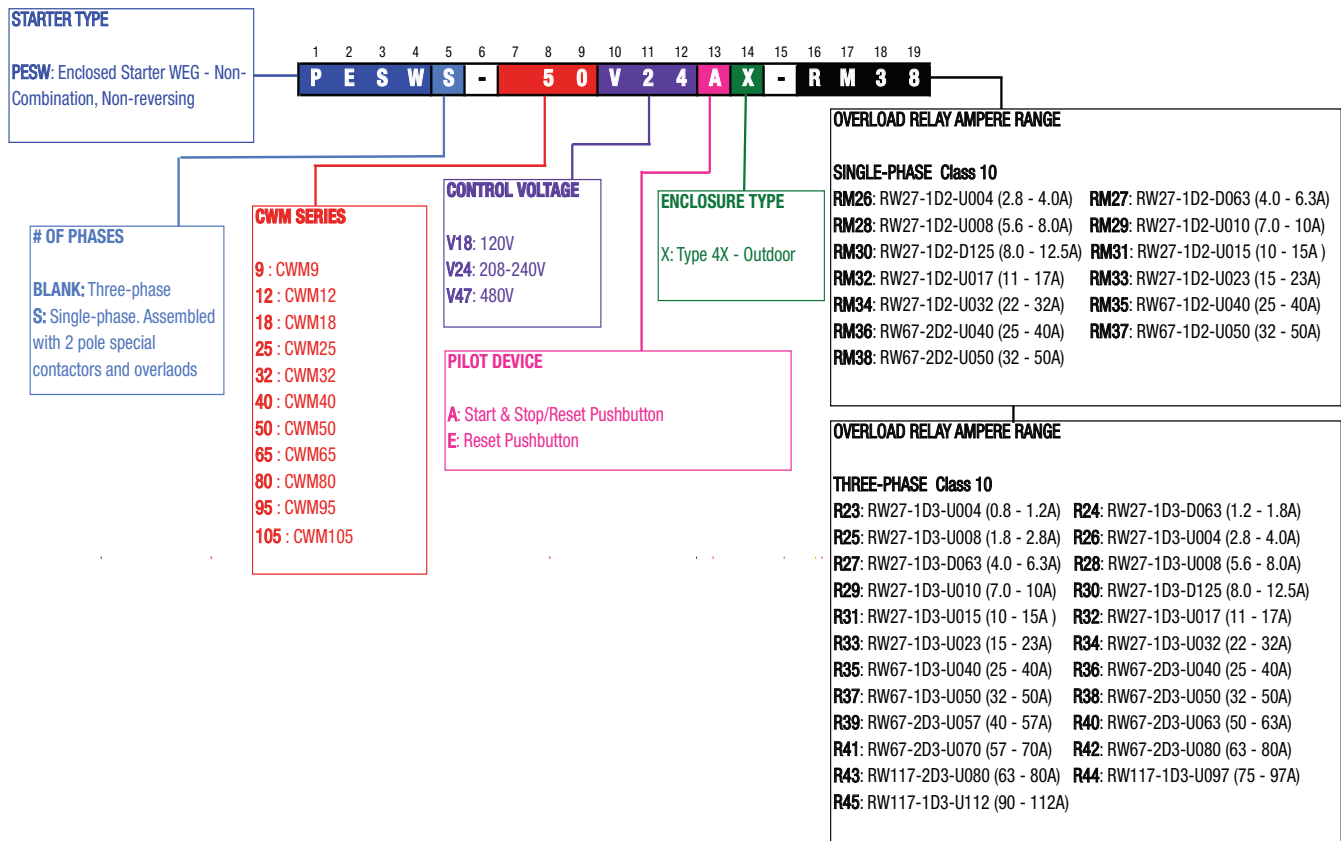 STARTER TYPE
PESW: Enclosed Starter WEG - Non-
Combination, Non-reversing
1 2 3 4 5 6 7 8 9 10 11 12 13 14 15 16 17 18 19
P E S W S - 5 0 V 2 4 A X - R M 3 8
# OF PHASES
BLANK: Three-phase
S: Single-phase. Assembled
with 2 pole special
contactors and overlaods
CWM SERIES
9 : CWM9
12 : CWM12
18 : CWM18
25 : CWM25
32 : CWM32
40 : CWM40
50 : CWM50
65 : CWM65
80 : CWM80
95 : CWM95
105 : CWM105
CONTROL VOLTAGE
V18: 120V
V24: 208-240V
V47: 480V
PILOT DEVICE
A: Start & Stop/Reset Pushbutton
E: Reset Pushbutton
ENCLOSURE TYPE
X: Type 4X - Outdoor
OVERLOAD RELAY AMPERE RANGE
SINGLE-PHASE Class 10
RM26: RW27-1D2-U004 (2.8 - 4.0A) RM27: RW27-1D2-D063 (4.0 - 6.3A)
RM28: RW27-1D2-U008 (5.6 - 8.0A) RM29: RW27-1D2-U010 (7.0 - 10A)
RM30: RW27-1D2-D125 (8.0 - 12.5A) RM31: RW27-1D2-U015 (10 - 15A )
RM32: RW27-1D2-U017 (11 - 17A) RM33: RW27-1D2-U023 (15 - 23A)
RM34: RW27-1D2-U032 (22 - 32A) RM35: RW67-1D2-U040 (25 - 40A)
RM36: RW67-2D2-U040 (25 - 40A) RM37: RW67-1D2-U050 (32 - 50A)
RM38: RW67-2D2-U050 (32 - 50A)
OVERLOAD RELAY AMPERE RANGE
THREE-PHASE Class 10
R23: RW27-1D3-U004 (0.8 - 1.2A) R24: RW27-1D3-D063 (1.2 - 1.8A)
R25: RW27-1D3-U008 (1.8 - 2.8A) R26: RW27-1D3-U004 (2.8 - 4.0A)
R27: RW27-1D3-D063 (4.0 - 6.3A) R28: RW27-1D3-U008 (5.6 - 8.0A)
R29: RW27-1D3-U010 (7.0 - 10A) R30: RW27-1D3-D125 (8.0 - 12.5A)
R31: RW27-1D3-U015 (10 - 15A ) R32: RW27-1D3-U017 (11 - 17A)
R33: RW27-1D3-U023 (15 - 23A) R34: RW27-1D3-U032 (22 - 32A)
R35: RW67-1D3-U040 (25 - 40A) R36: RW67-2D3-U040 (25 - 40A)
R37: RW67-1D3-U050 (32 - 50A) R38: RW67-2D3-U050 (32 - 50A)
R39: RW67-2D3-U057 (40 - 57A) R40: RW67-2D3-U063 (50 - 63A)
R41: RW67-2D3-U070 (57 - 70A) R42: RW67-2D3-U080 (63 - 80A)
R43: RW117-2D3-U080 (63 - 80A) R44: RW117-1D3-U097 (75 - 97A)
R45: RW117-1D3-U112 (90 - 112A)